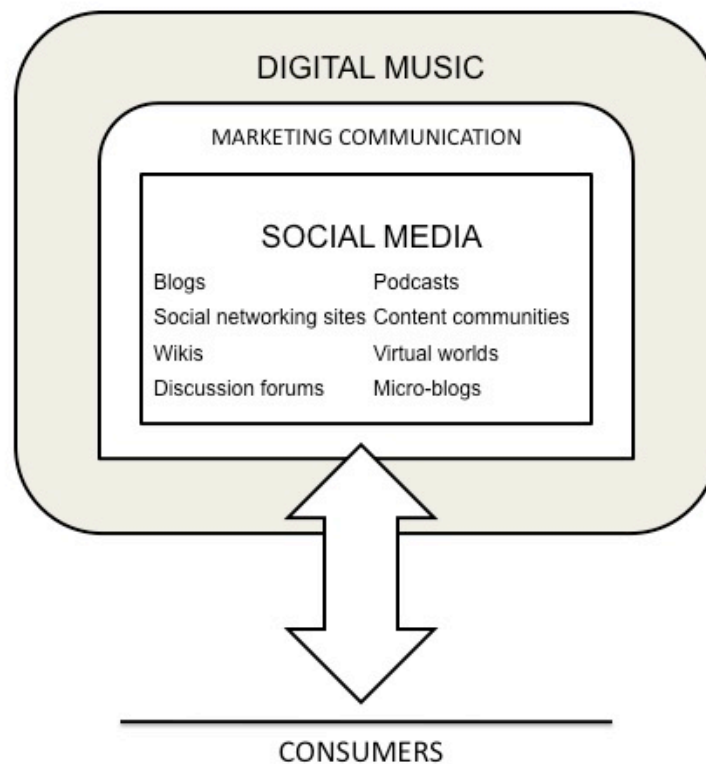 DIGITAL MUSIC
MARKETING COMMUNICATION
SOCIAL MEDIA
Blogs Podcasts
Social networking sites Content communities
Wikis Virtual worlds
Discussion forums Micro-blogs
CONSUMERS